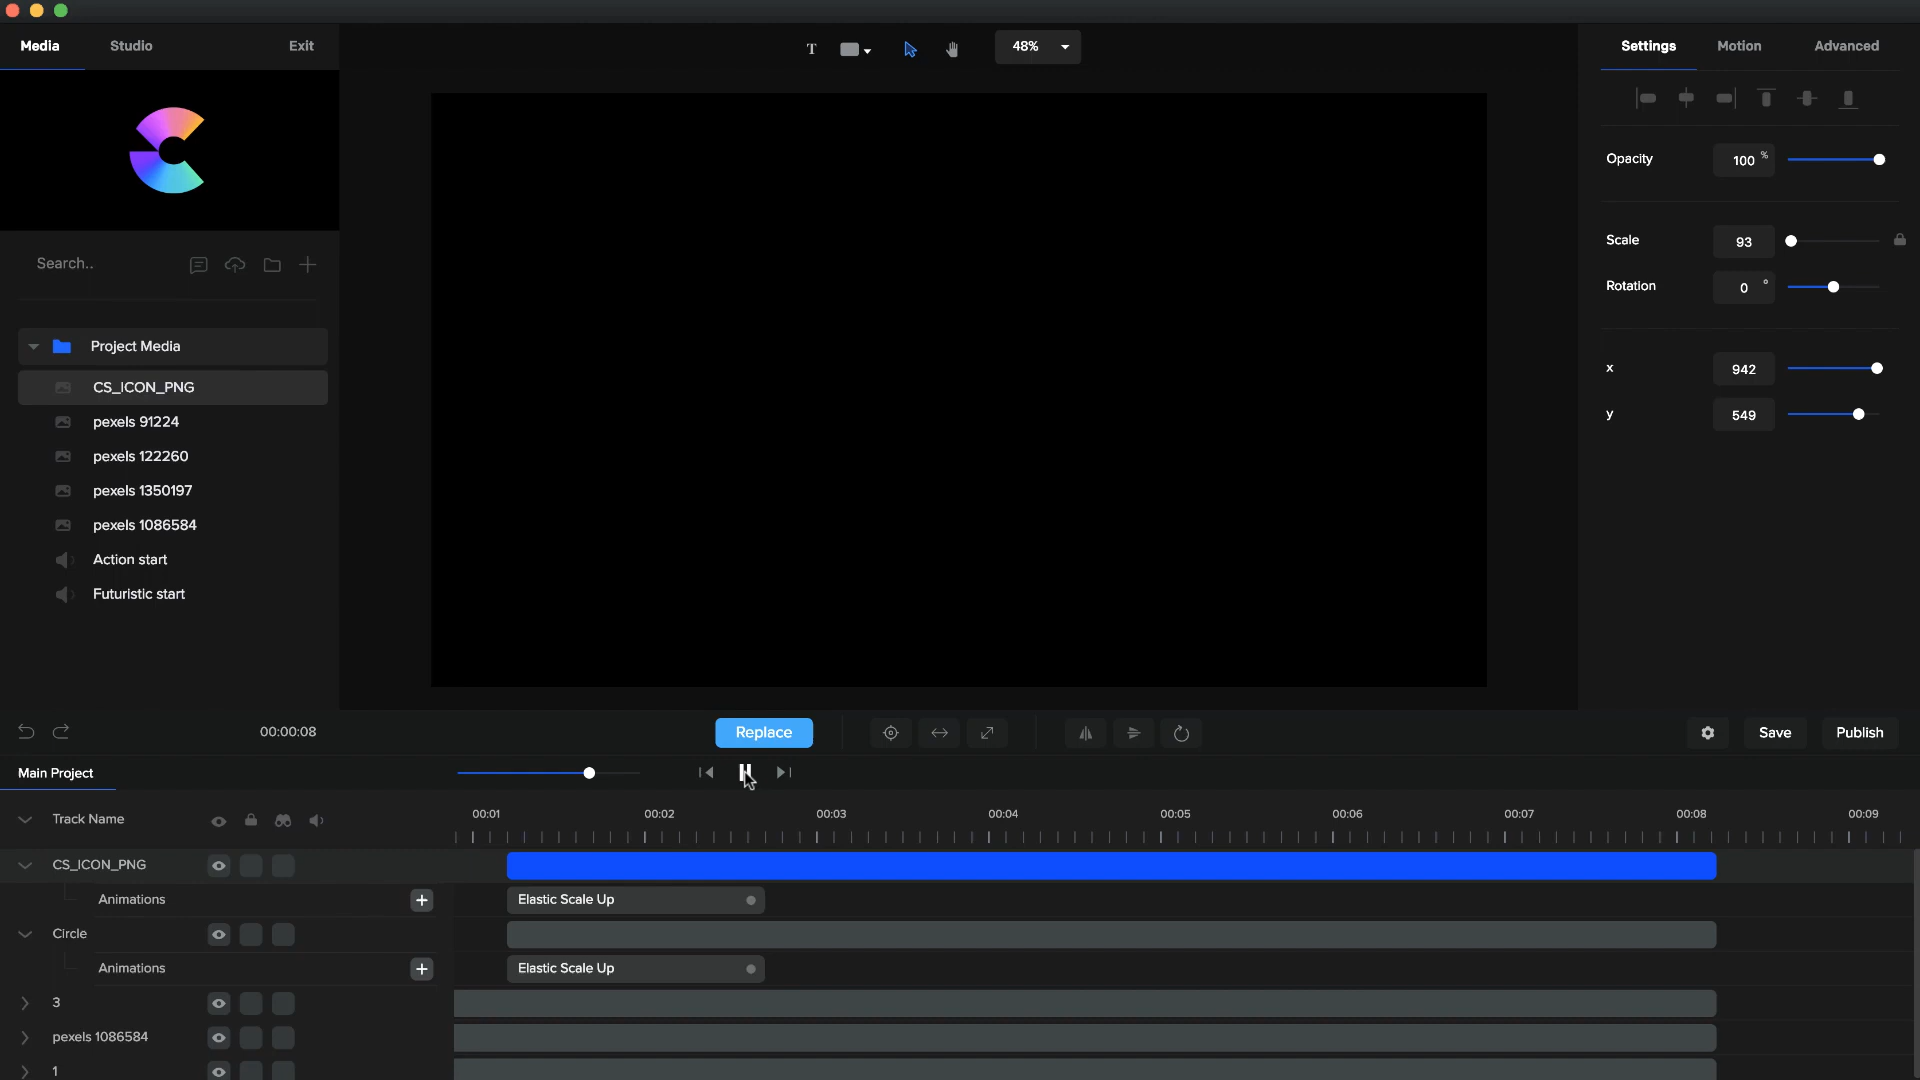 Media
Studio
Exit
T
48%
Settings
Motion
Advanced
Opacity
100 %
Search..
Scale
93
Rotation
0 °
Project Media
x
942
CS_ICON_PNG
pexels 91224
y
549
pexels 122260
pexels 1350197
pexels 1086584
Action start
Futuristic start
00:00:08
Replace
Save
Publish
Main Project
Track Name
00:01
00:02
00:03
00:04
00:05
00:06
00:07
00:08
00:09
CS_ICON_PNG
Animations
Elastic Scale Up
Circle
Animations
Elastic Scale Up
3
pexels 1086584
1